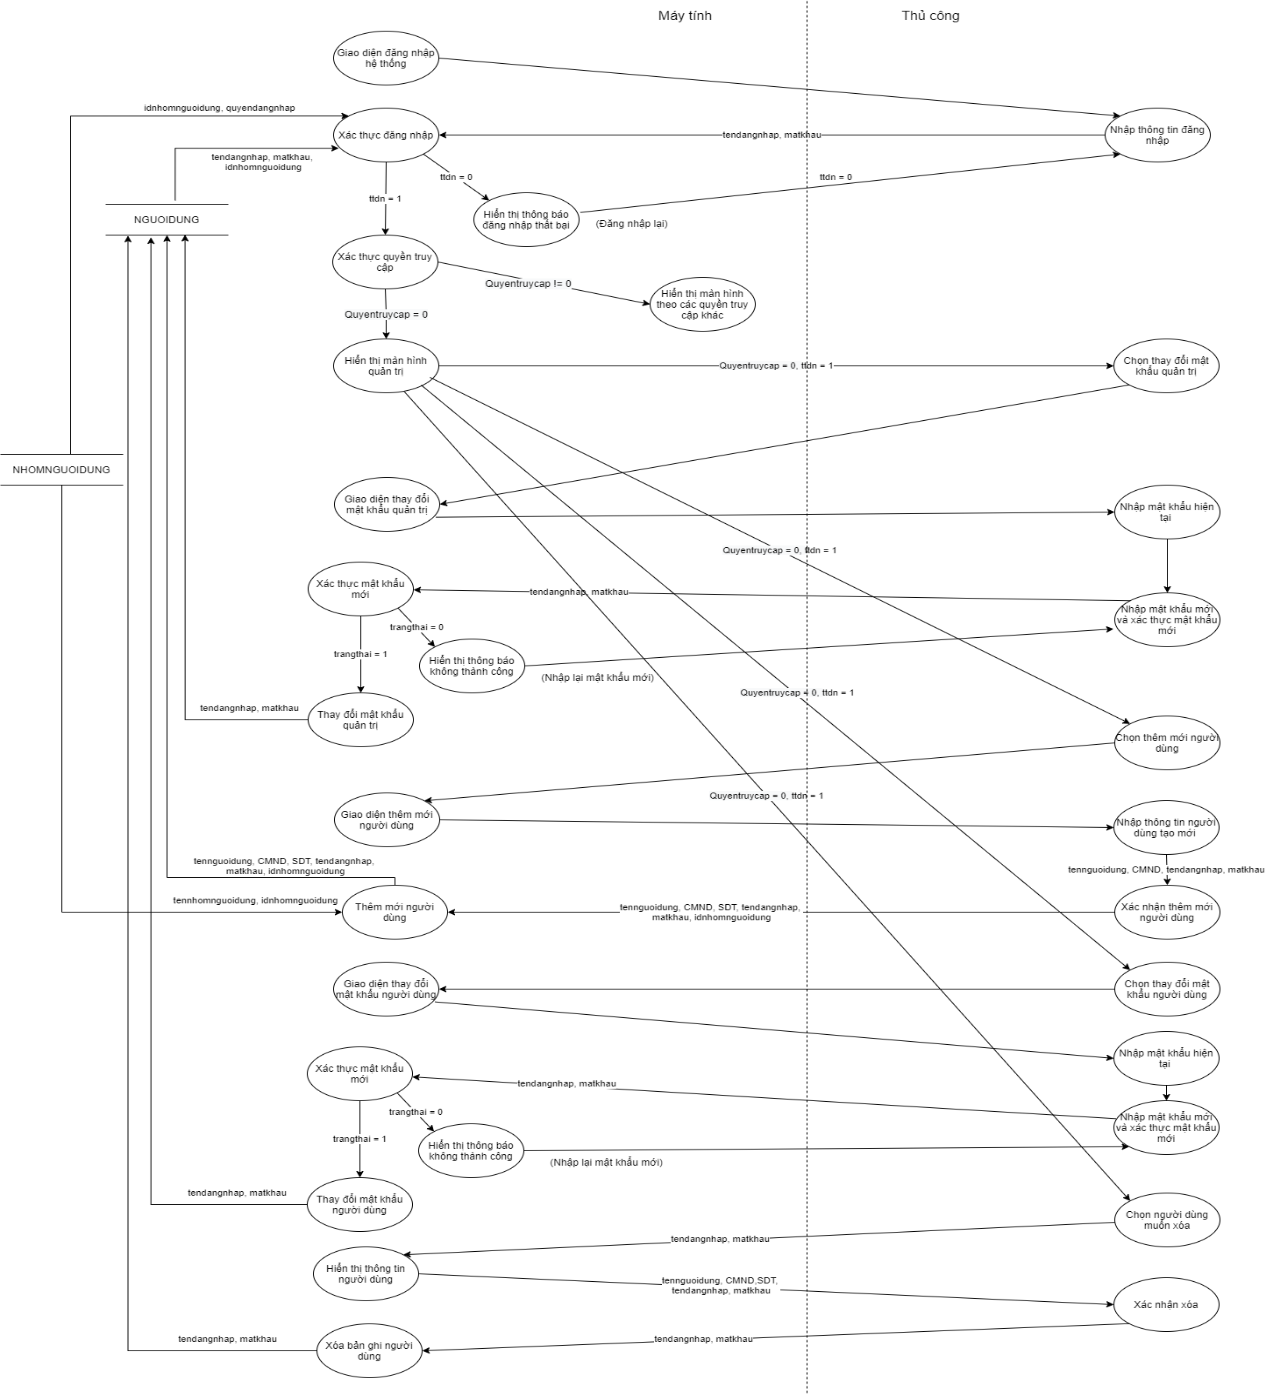 Máy tính
Thủ công
Giao diện đăng nhập
hệ thống
idnhomnguoidung, quyendangnhap
Xác thực đăng nhập
tendangnhap, matkhau
Nhập thông tin đăng
nhập
tendangnhap, matkhau,
idnhomnguoidung
ttdn = 0
ttdn = 0
ttdn = 1
NGUOIDUNG
Hiển thị thông báo
đăng nhập thất bại
(Đăng nhập lại)
Xác thực quyền truy
cập
Quyentruycap != 0
Hiển thị màn hình
theo các quyền truy
cập khác
Quyentruycap = 0
Hiển thị màn hình
quản trị
Quyentruycap = 0, ttdn = 1
Chọn thay đổi mật
khẩu quản trị
NHOMNGUOIDUNG
Giao diện thay đổi
mật khẩu quản trị
Nhập mật khẩu hiện
tại
Quyentruycap = 0, ttdn = 1
Xác thực mật khẩu
mới
tendangnhap, matkhau
Nhập mật khẩu mới
và xác thực mật khẩu
mới
trangthai = 0
trangthai = 1
Hiển thị thông báo
không thành công
(Nhập lại mật khẩu mới)
Quyentruycap = 0, ttdn = 1
tendangnhap, matkhau
Thay đổi mật khẩu
quản trị
Chọn thêm mới người
dùng
Quyentruycap = 0, ttdn = 1
Giao diện thêm mới
người dùng
Nhập thông tin người
dùng tạo mới
tennguoidung, CMND, SDT, tendangnhap,
matkhau, idnhomnguoidung
tennguoidung, CMND, tendangnhap, matkhau
tennhomnguoidung, idnhomnguoidung
Thêm mới người
dùng
tennguoidung, CMND, SDT, tendangnhap,
matkhau, idnhomnguoidung
Xác nhận thêm mới
người dùng
Giao diện thay đổi
mật khẩu người dùng
Chọn thay đổi mật
khẩu người dùng
Nhập mật khẩu hiện
tại
Xác thực mật khẩu
mới
tendangnhap, matkhau
trangthai = 0
Nhập mật khẩu mới
và xác thực mật khẩu
mới
trangthai = 1
Hiển thị thông báo
không thành công
(Nhập lại mật khẩu mới)
tendangnhap, matkhau
Thay đổi mật khẩu
người dùng
Chọn người dùng
muốn xóa
tendangnhap, matkhau
Hiển thị thông tin
người dùng
tennguoidung, CMND,SDT,
tendangnhap, matkhau
Xác nhận xóa
tendangnhap, matkhau
tendangnhap, matkhau
Xóa bản ghi người
dùng